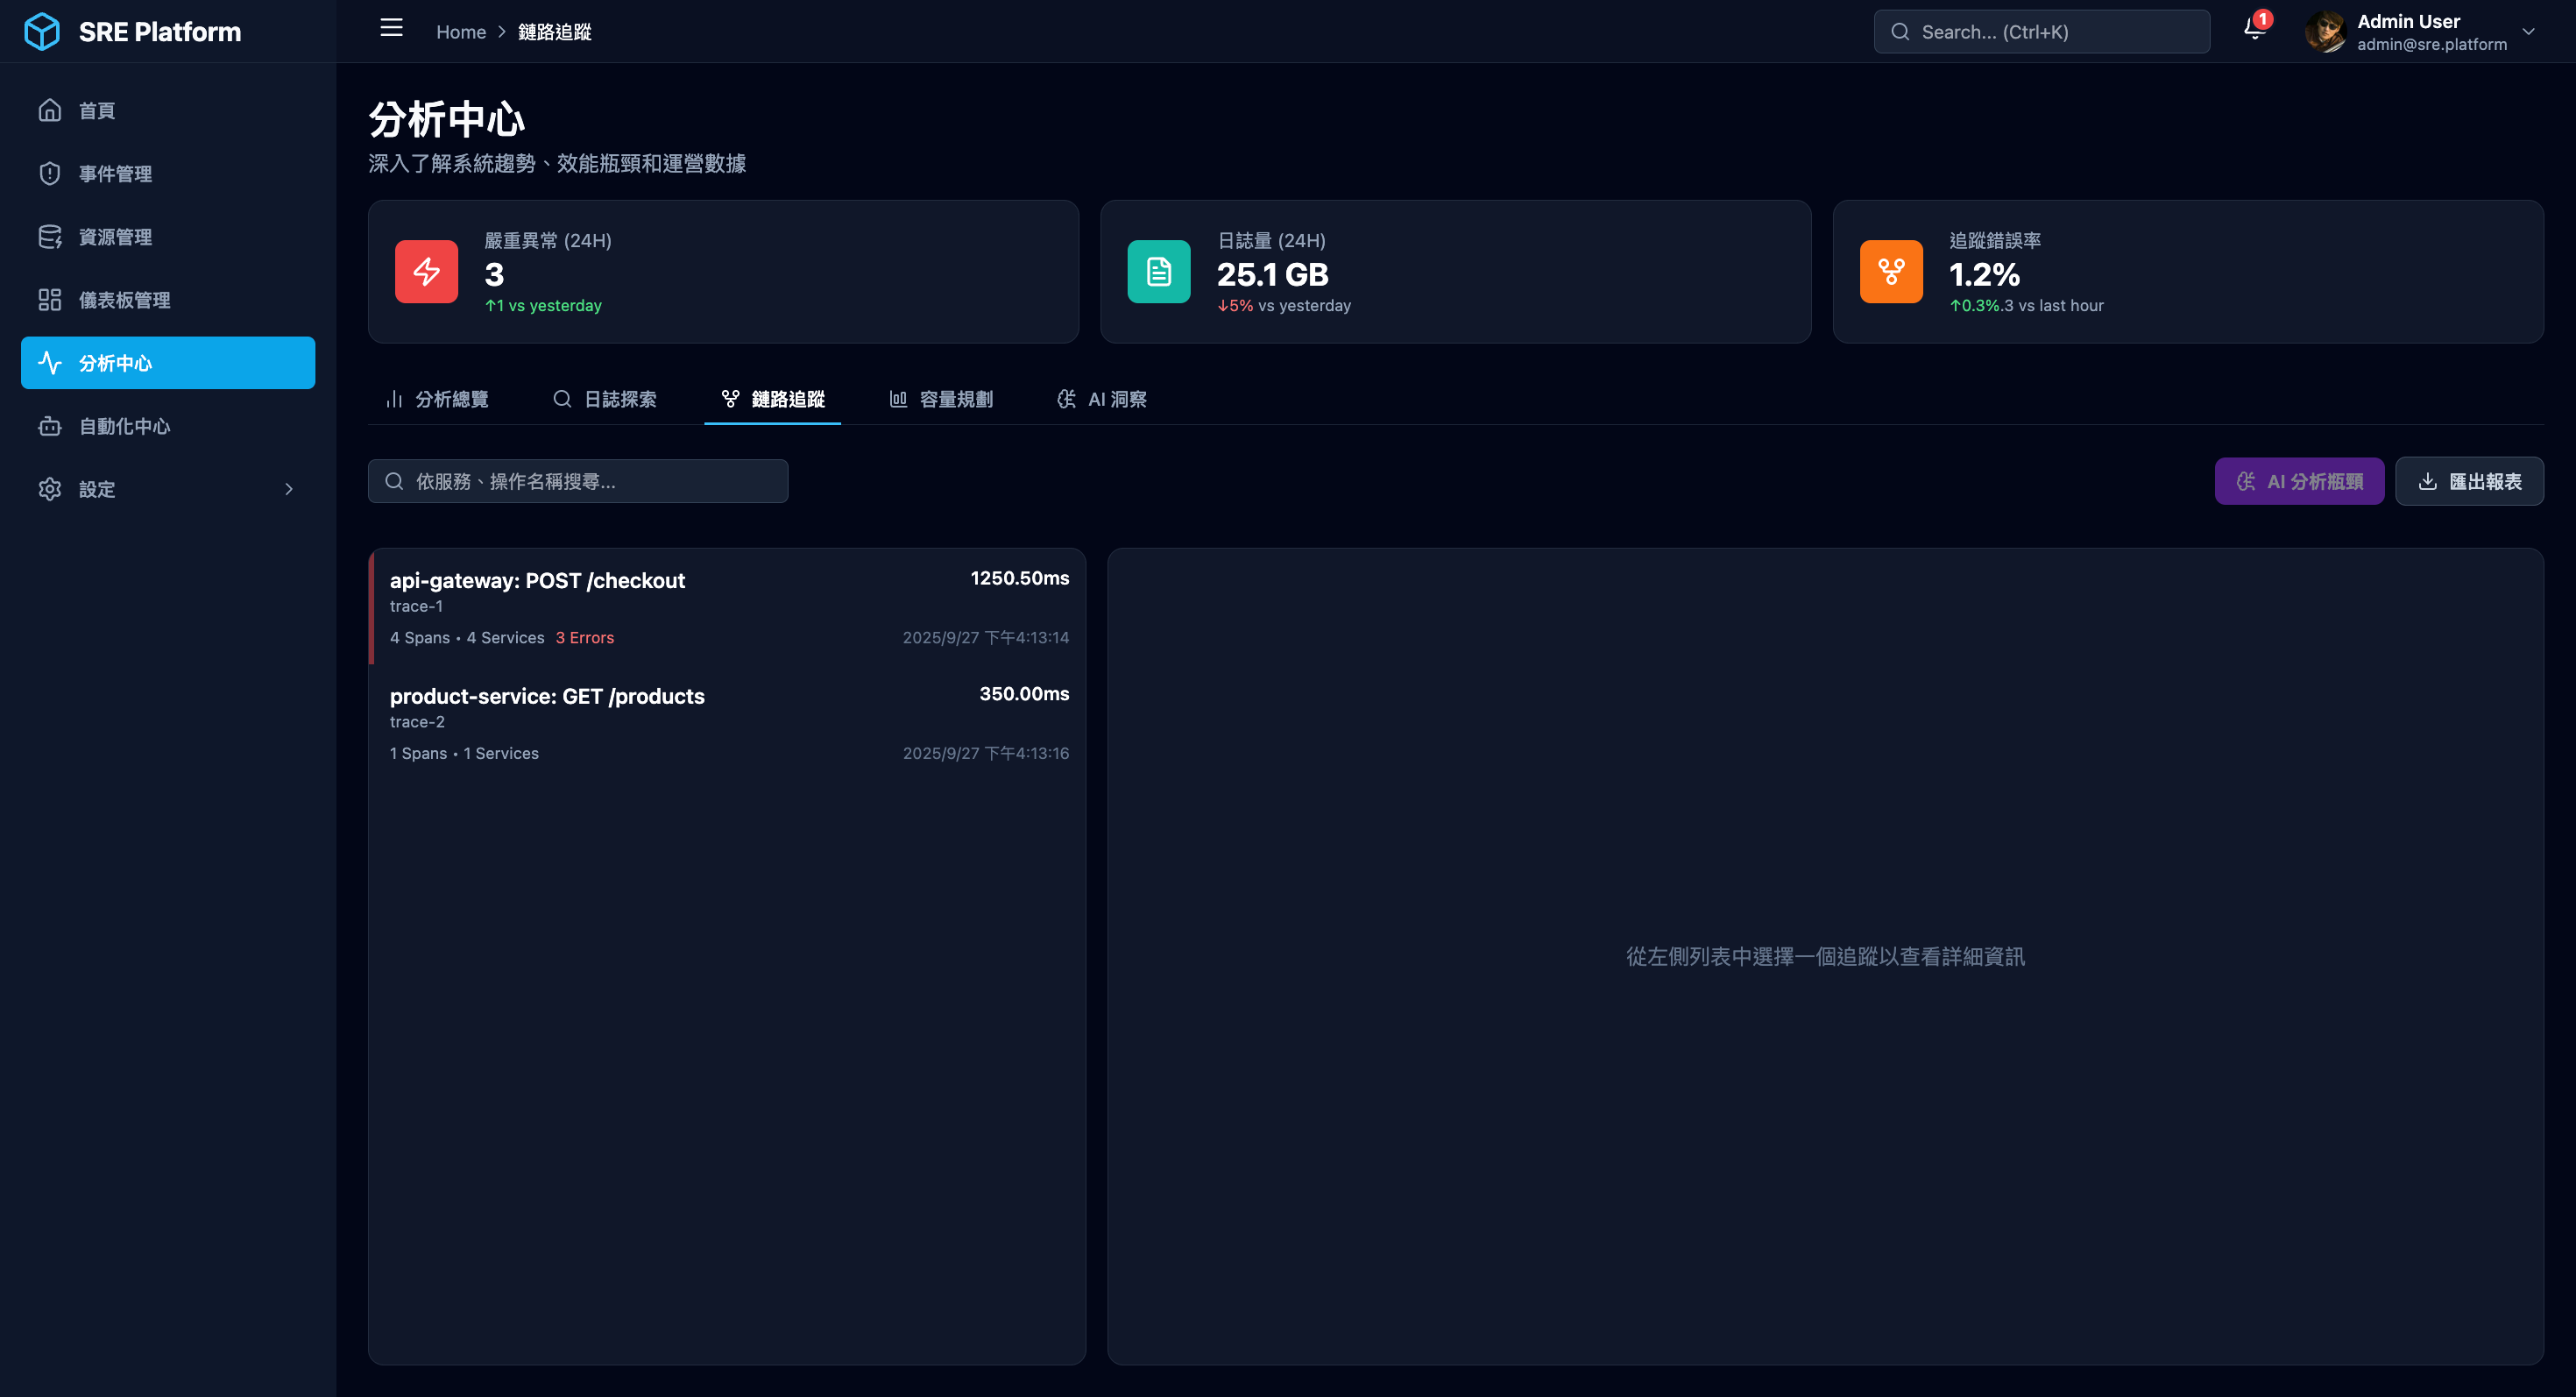 SRE Platform
Home > 鏈路追蹤
Search... (Ctrl+K)
1
Admin User
admin@sre.platform
首頁
事件管理
資源管理
儀表板管理
分析中心
自動化中心
設定
分析中心
深入了解系統趨勢、效能瓶頸和運營數據
嚴重異常 (24H)
3
↑1 vs yesterday
日誌量 (24H)
25.1 GB
↓5% vs yesterday
追蹤錯誤率
1.2%
↑0.3%.3 vs last hour
分析總覽
日誌探索
鏈路追蹤
容量規劃
AI 洞察
依服務、操作名稱搜尋...
AI 分析瓶頸
匯出報表
api-gateway: POST /checkout
1250.50ms
trace-1
4 Spans • 4 Services 3 Errors
2025/9/27 下午4:13:14
product-service: GET /products
350.00ms
trace-2
1 Spans • 1 Services
2025/9/27 下午4:13:16
從左側列表中選擇一個追蹤以查看詳細資訊